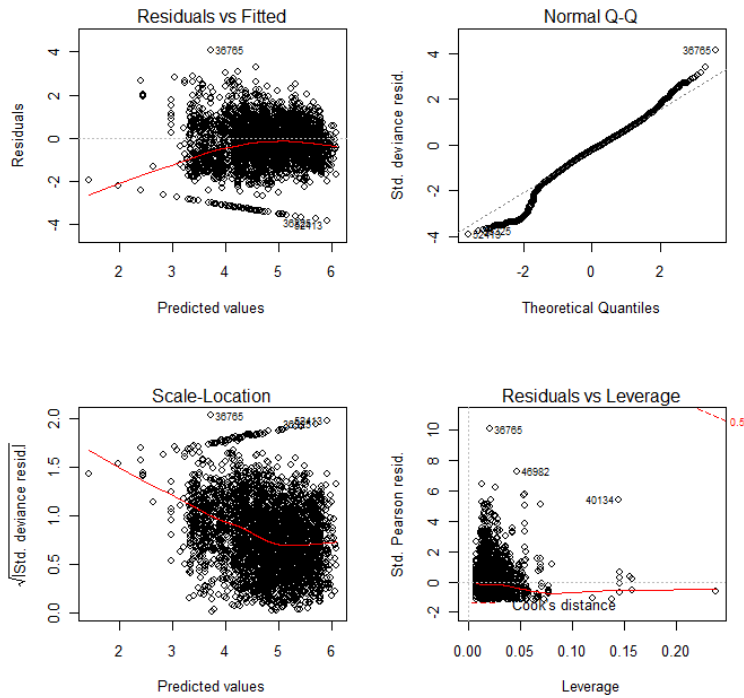 Residuals vs Fitted
Residuals
4
2
0
-2
-4
36765
52413
2 3 4 5 6
Predicted values
Normal Q-Q
Std. deviance resid.
4
2
0
-2
-4
36765
52413
-2 0 2
Theoretical Quantiles
Scale-Location
√|Std. deviance resid.|
2.0
1.5
1.0
0.5
0.0
36765
52413
2 3 4 5 6
Predicted values
Residuals vs Leverage
Std. Pearson resid.
10
8
6
4
2
0
-2
36765
46982
40134
0.5
Cook's distance
0.00 0.05 0.10 0.15 0.20
Leverage